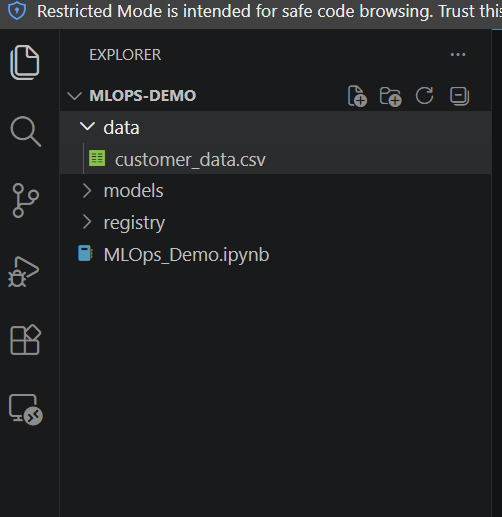 Restricted Mode is intended for safe code browsing. Trust this
EXPLORER
MLOPS-DEMO
data
customer_data.csv
models
registry
MLOps_Demo.ipynb